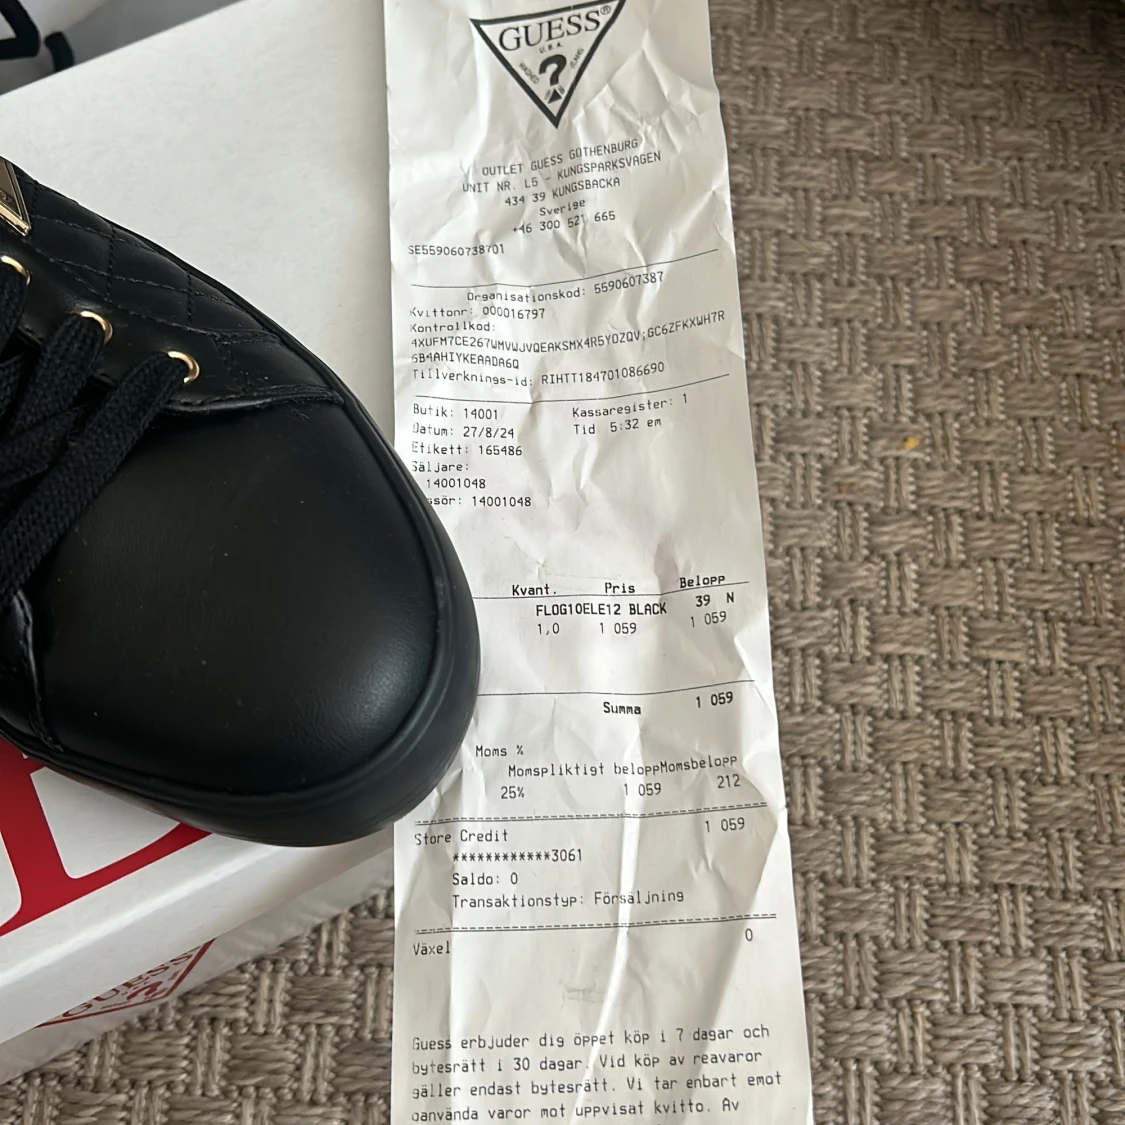 GUESS®
U.S.A.
?
OUTLET GUESS GOTHENBURG
UNIT NR. L5 - KUNGSPARKSVAGEN
434 39 KUNGSBACKA
Sverige
+46 300 521 665
SE559060738701
Organisationskod: 5590607387
Kvittonr: 000016797
Kontrollkod:
4XUFM7CE267WMVWJVQEAKSMX4R5YOZQV;GC6ZFKXWH7R
5B4AHIYKEAADA6Q
Tillverknings-id: RIHTT184701086690
Butik: 14001 Kassaregister: 1
Datum: 27/8/24 Tid 5:32 em
Etikett: 165486
Säljare:
14001048
ssör: 14001048
Kvant. Pris Belopp
FLOG10ELE12 BLACK 39 N
1,0 1 059 1 059
Summa 1 059
Moms %
Momspliktigt beloppMomsbelopp
25% 1 059 212
Store Credit 1 059
************3061
Saldo: 0
Transaktionstyp: Försäljning
Växel 0
Guess erbjuder dig öppet köp i 7 dagar och
bytesrätt i 30 dagar. Vid köp av reavaror
gäller endast bytesrätt. Vi tar enbart emot
oanvända varor mot uppvisat kvitto. Av